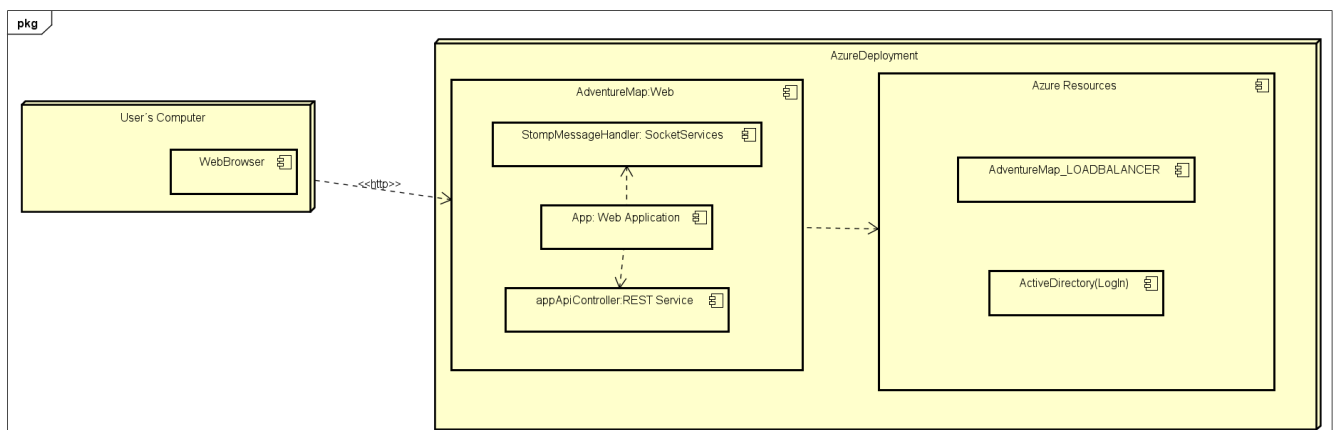 pkg
User´s Computer
WebBrowser
<<http>>
AzureDeployment
AdventureMap:Web
StompMessageHandler: SocketServices
App: Web Application
appApiController:REST Service
Azure Resources
AdventureMap_LOADBALANCER
ActiveDirectory(LogIn)